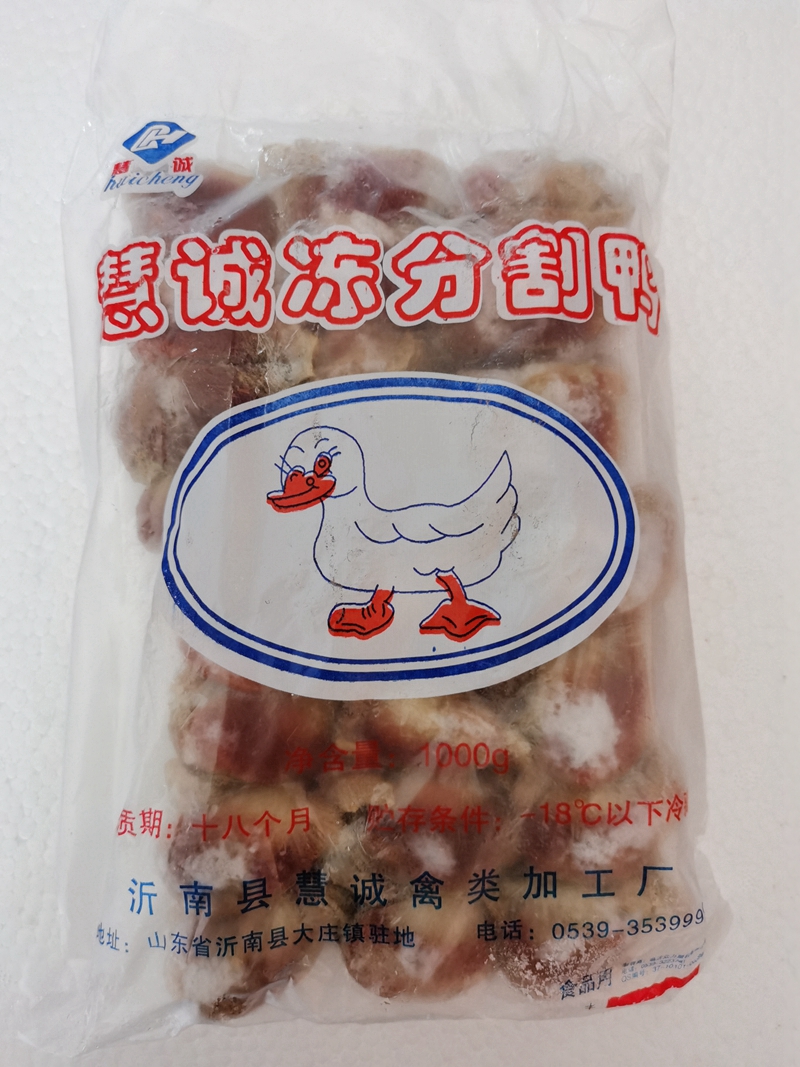 慧 诚
huicheng
慧诚冻分割鸭
净含量：1000g
质期：十八个月 贮存条件：-18℃以下冷
沂南县慧诚禽类加工厂
地址：山东省沂南县大庄镇驻地 电话：0539-353999
食品用